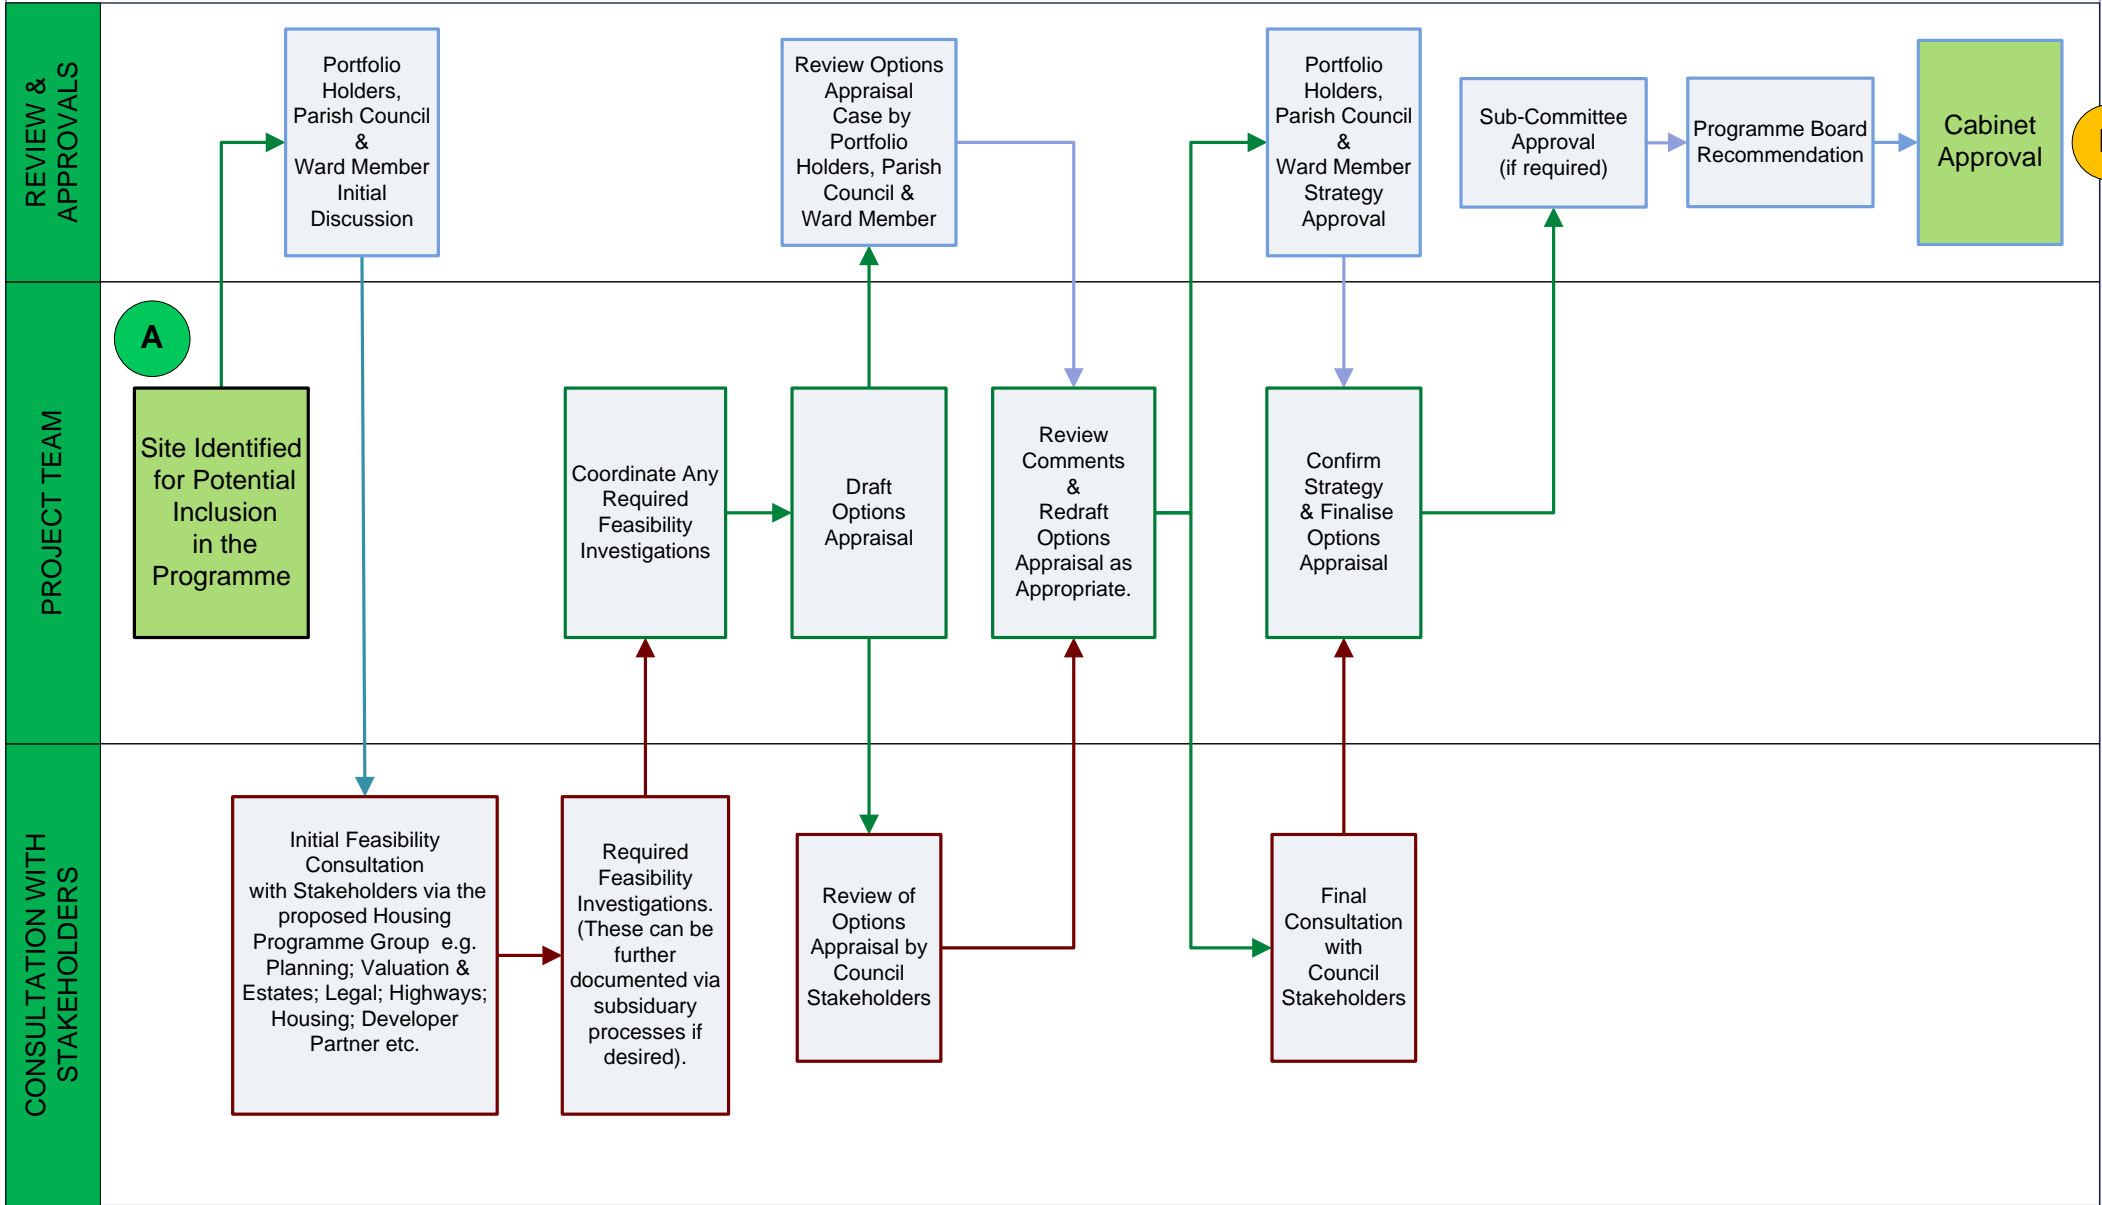 REVIEW &
APPROVALS
Portfolio
Holders,
Parish Council
&
Ward Member
Initial
Discussion
Review Options
Appraisal
Case by
Portfolio
Holders, Parish
Council &
Ward Member
Portfolio
Holders,
Parish Council
&
Ward Member
Strategy
Approval
Sub-Committee
Approval
(if required)
Programme Board
Recommendation
Cabinet
Approval
PROJECT TEAM
A
Site Identified
for Potential
Inclusion
in the
Programme
Coordinate Any
Required
Feasibility
Investigations
Draft
Options
Appraisal
Review
Comments
&
Redraft
Options
Appraisal as
Appropriate.
Confirm
Strategy
& Finalise
Options
Appraisal
CONSULTATION WITH
STAKEHOLDERS
Initial Feasibility
Consultation
with Stakeholders via the
proposed Housing
Programme Group e.g.
Planning; Valuation &
Estates; Legal; Highways;
Housing; Developer
Partner etc.
Required
Feasibility
Investigations.
(These can be
further
documented via
subsiduary
processes if
desired).
Review of
Options
Appraisal by
Council
Stakeholders
Final
Consultation
with
Council
Stakeholders